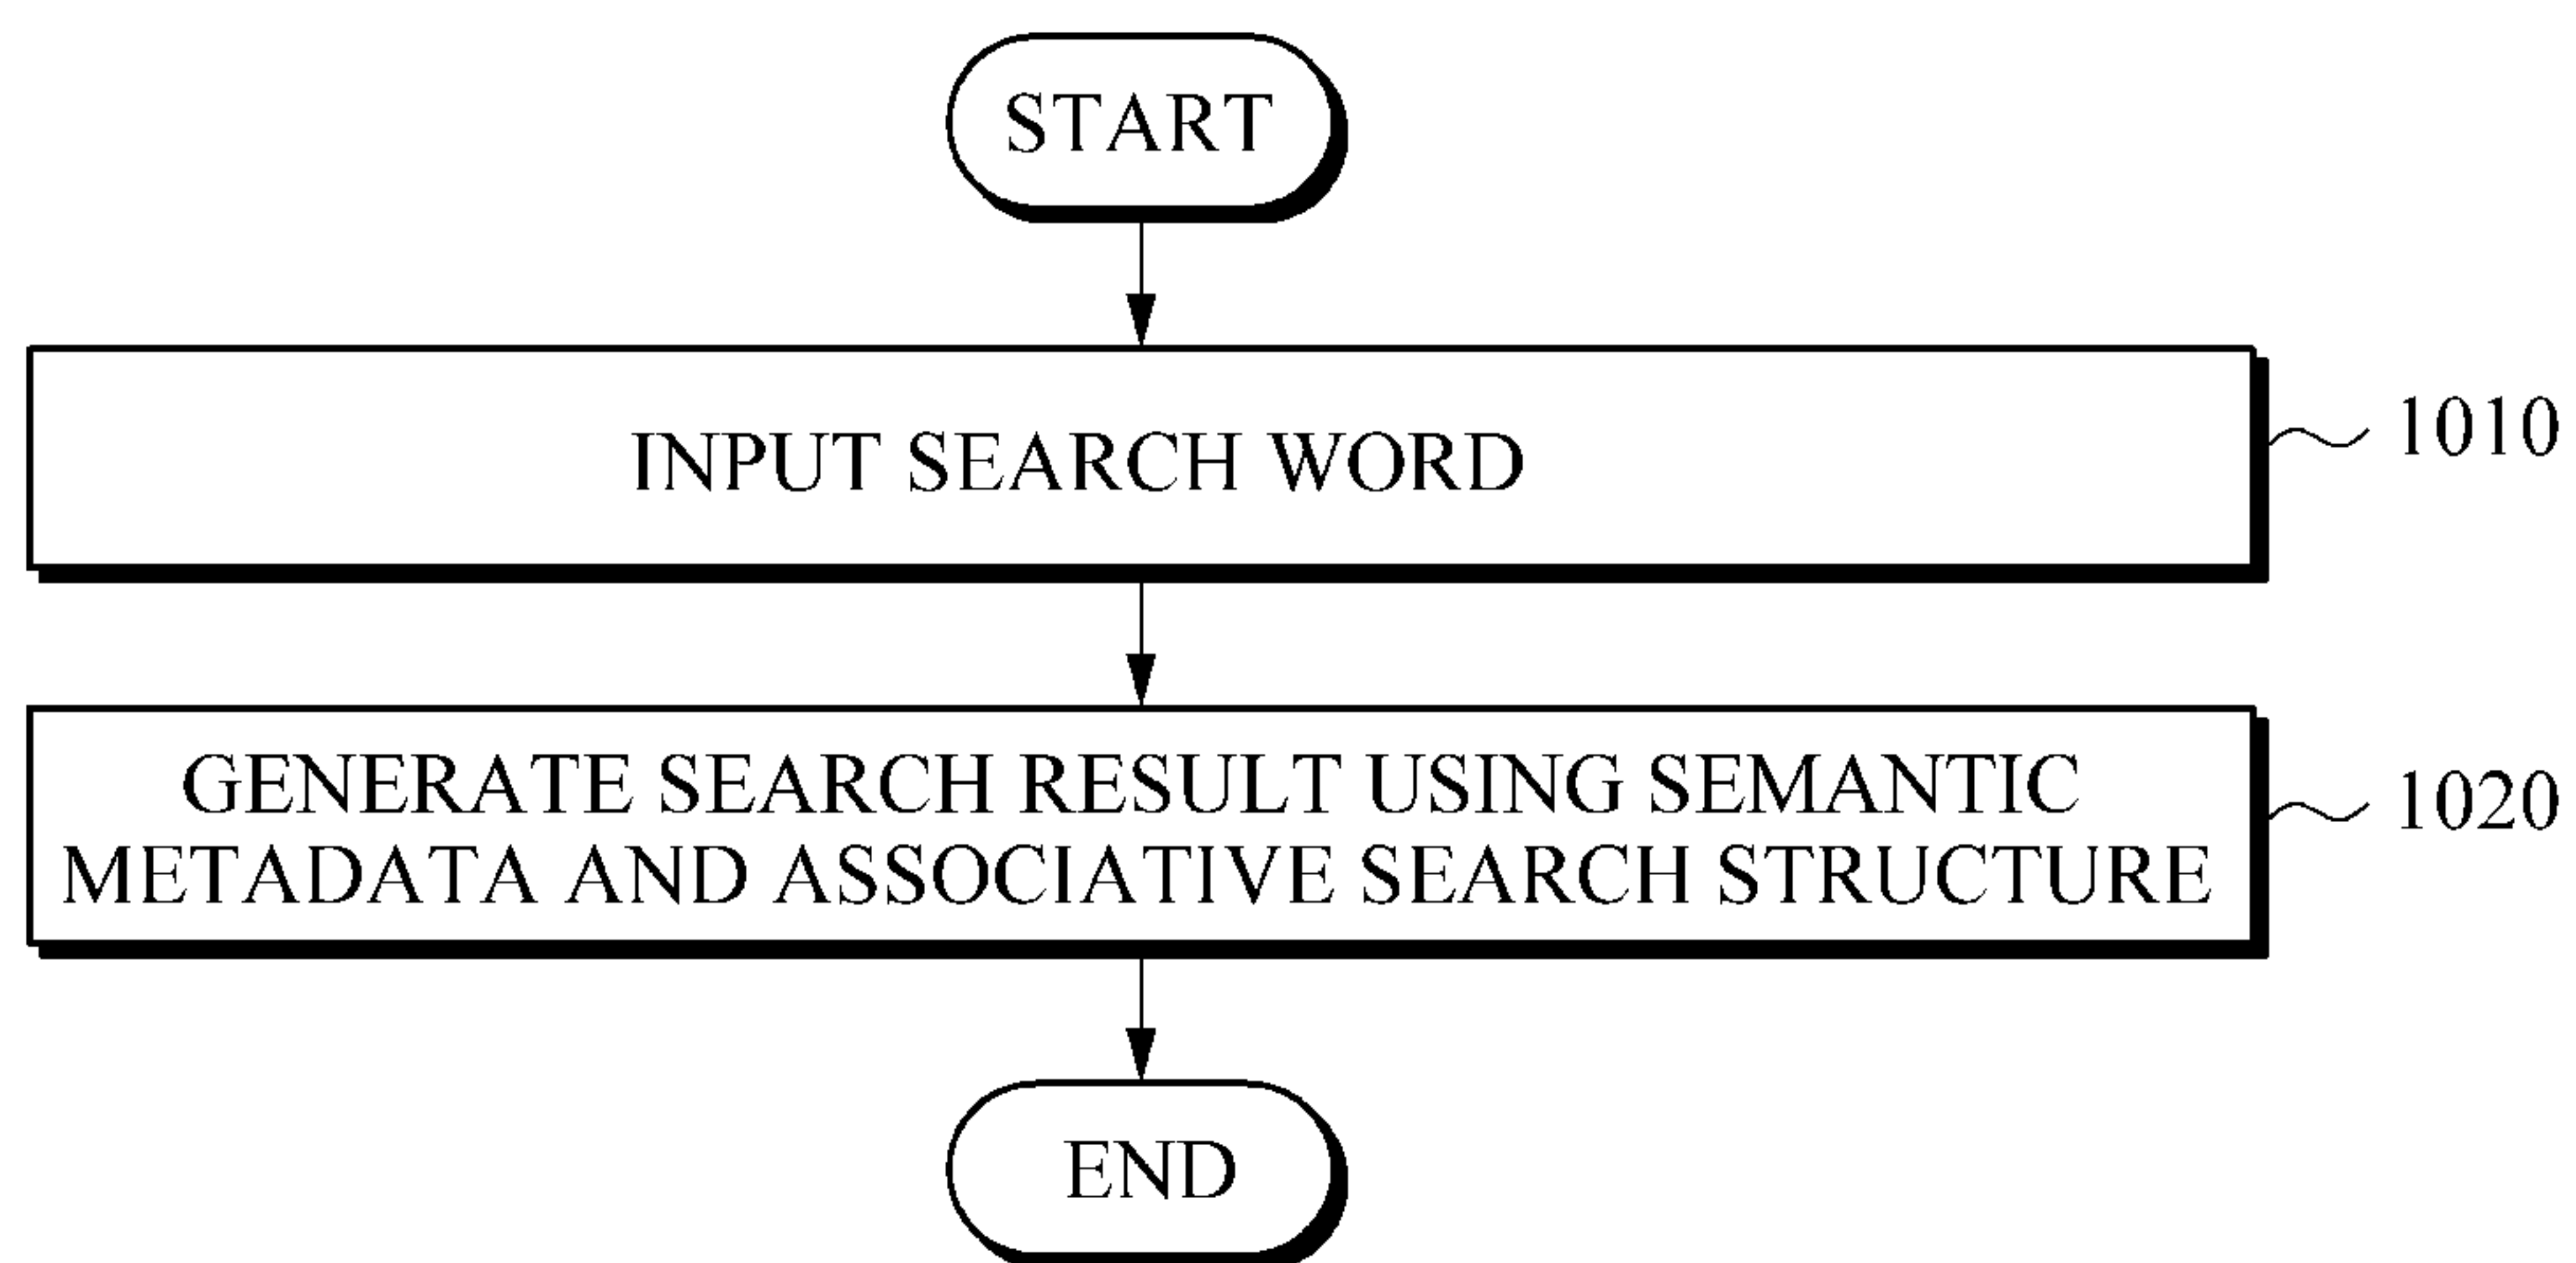 START
INPUT SEARCH WORD
1010
GENERATE SEARCH RESULT USING SEMANTIC
METADATA AND ASSOCIATIVE SEARCH STRUCTURE
1020
END